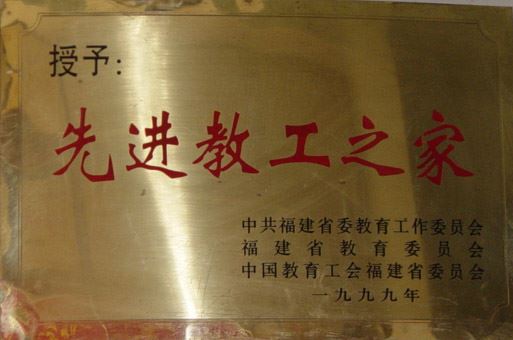 授予：
先进教工之家
中共福建省委教育工作委员会
福建省教育委员会
中国教育工会福建省委员会
一九九九年